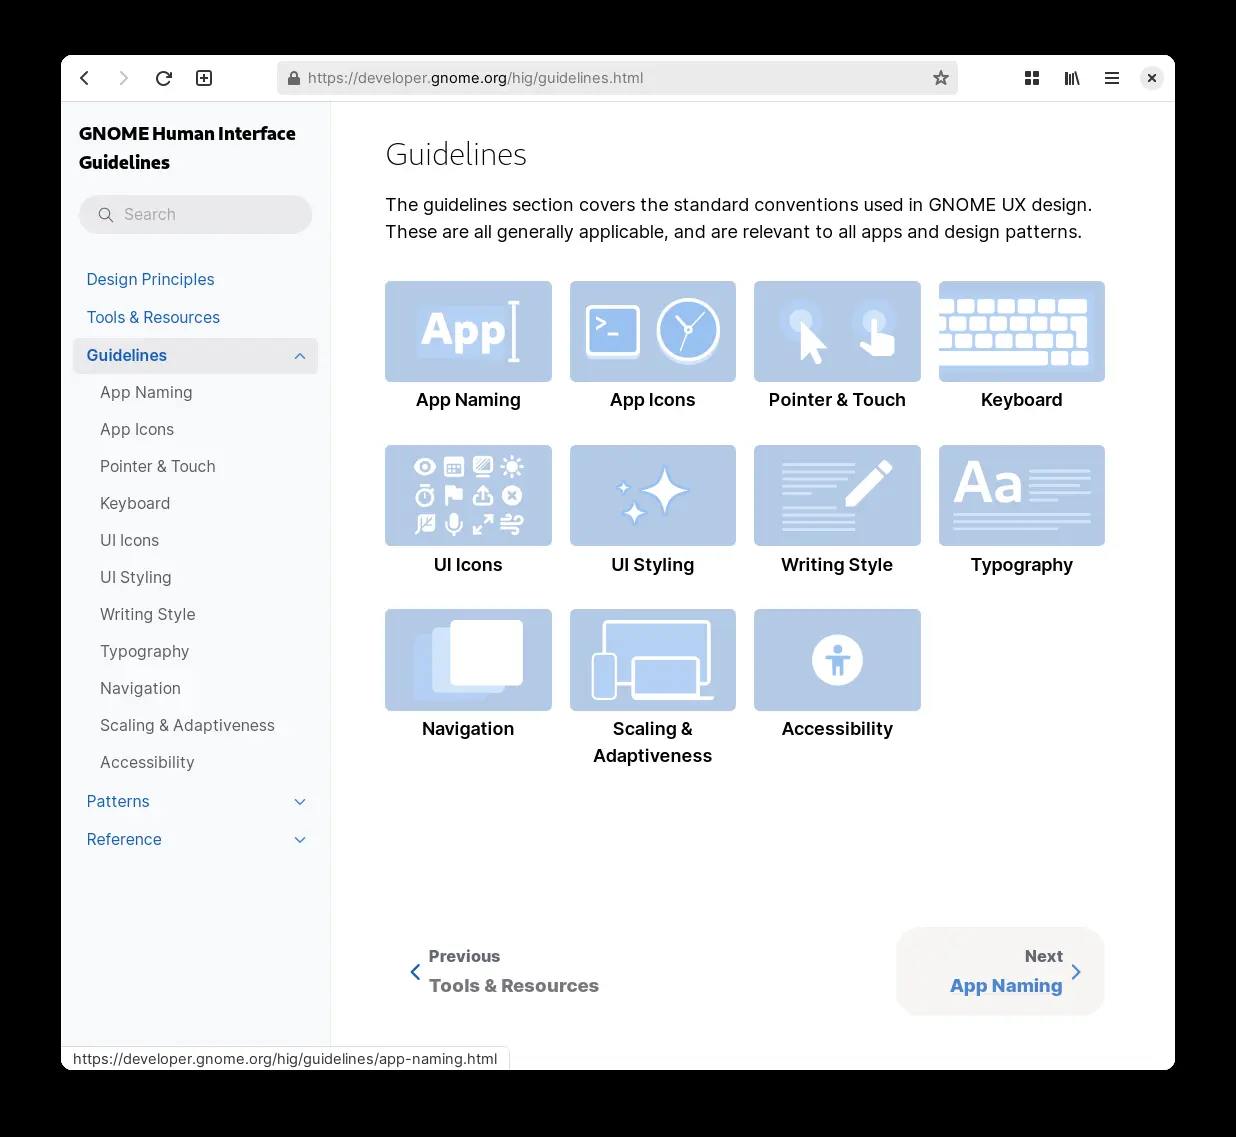 https://developer.gnome.org/hig/guidelines.html
GNOME Human Interface
Guidelines
Search
Design Principles
Tools & Resources
Guidelines
App Naming
App Icons
Pointer & Touch
Keyboard
UI Icons
UI Styling
Writing Style
Typography
Navigation
Scaling & Adaptiveness
Accessibility
Patterns
Reference
Guidelines
The guidelines section covers the standard conventions used in GNOME UX design.
These are all generally applicable, and are relevant to all apps and design patterns.
App
>_
App Naming
App Icons
Pointer & Touch
Keyboard
Aa
UI Icons
UI Styling
Writing Style
Typography
Navigation
Scaling &
Adaptiveness
Accessibility
Previous
Tools & Resources
Next
App Naming
https://developer.gnome.org/hig/guidelines/app-naming.html